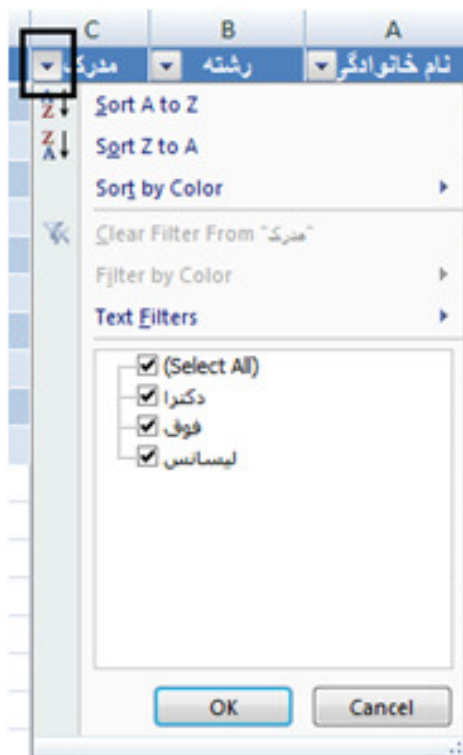 C B A
مدرک رشته نام خانوادگی
Sort A to Z
Sort Z to A
Sort by Color
Clear Filter From "مدرک"
Filter by Color
Text Filters
(Select All)
دکترا
فوق
لیسانس
OK Cancel